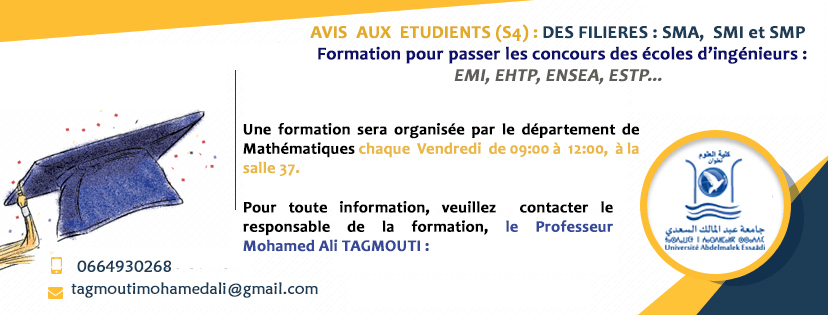 AVIS AUX ETUDIENTS (S4) : DES FILIERES : SMA, SMI et SMP
Formation pour passer les concours des écoles d’ingénieurs :
EMI, EHTP, ENSEA, ESTP...
Une formation sera organisée par le département de
Mathématiques chaque Vendredi de 09:00 à 12:00, à la
salle 37.
Pour toute information, veuillez contacter le
responsable de la formation, le Professeur
Mohamed Ali TAGMOUTI :
0664930268
tagmoutimohamedali@gmail.com
كلية العلوم
تطوان
جامعة عبد المالك السعدي
Université Abdelmalek Essaâdi